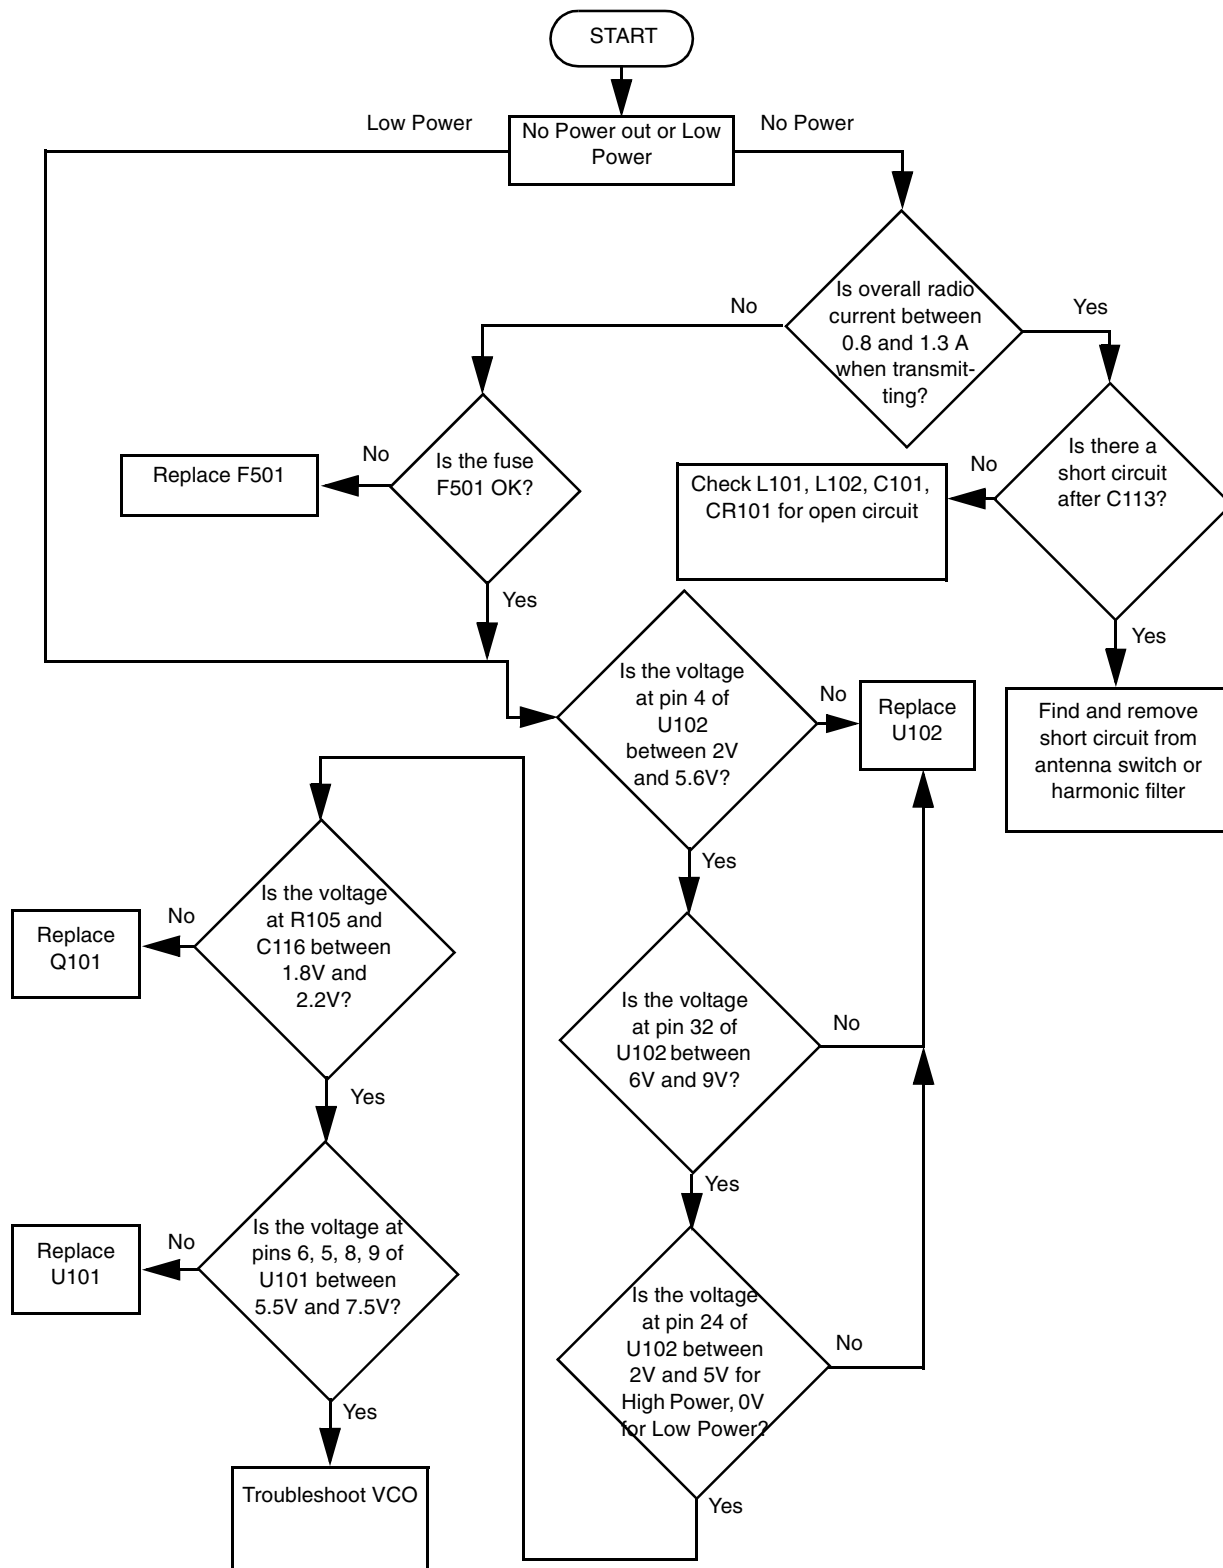 START
Low Power
No Power out or Low
Power
No Power
Is overall radio
current between
0.8 and 1.3 A
when transmit-
ting?
No
Yes
Is the fuse
F501 OK?
No
Replace F501
Yes
Is there a
short circuit
after C113?
No
Check L101, L102, C101,
CR101 for open circuit
Yes
Find and remove
short circuit from
antenna switch or
harmonic filter
Is the voltage
at pin 4 of
U102
between 2V
and 5.6V?
No
Replace
U102
Yes
Is the voltage
at pin 32 of
U102 between
6V and 9V?
No
Yes
Is the voltage
at pin 24 of
U102 between
2V and 5V for
High Power, 0V
for Low Power?
No
Yes
Is the voltage
at R105 and
C116 between
1.8V and
2.2V?
No
Replace
Q101
Yes
Is the voltage at
pins 6, 5, 8, 9 of
U101 between
5.5V and 7.5V?
No
Replace
U101
Yes
Troubleshoot VCO